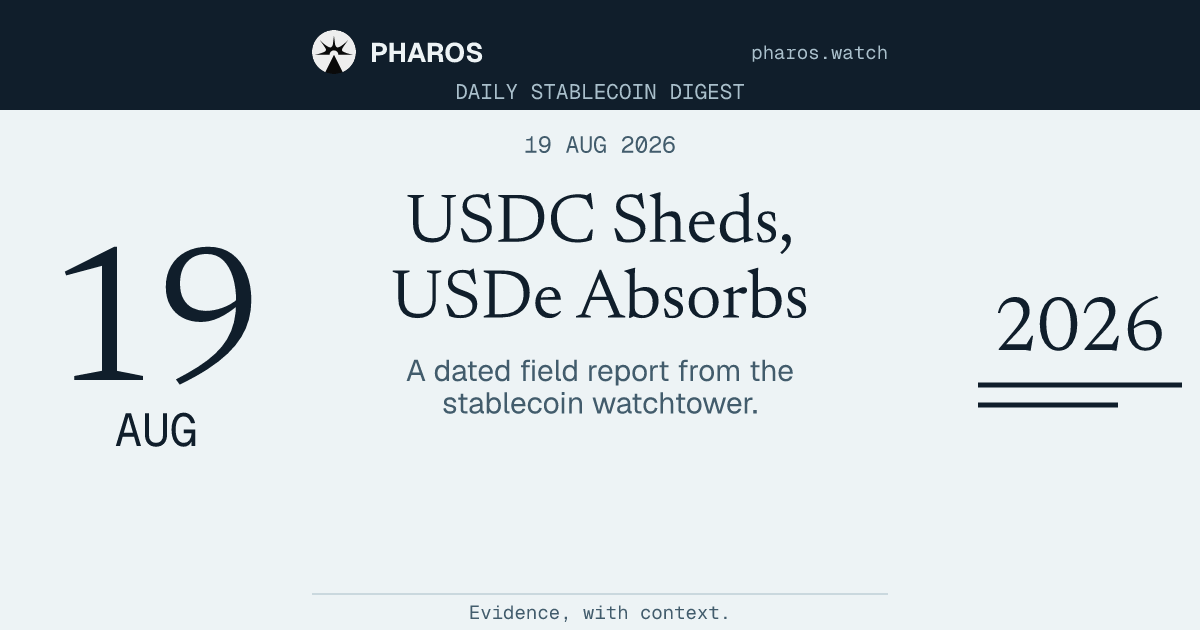 PHAROS
pharos.watch
DAILY STABLECOIN DIGEST
19 AUG 2026
USDC Sheds,
USDe Absorbs
A dated field report from the
stablecoin watchtower.
19
AUG
2026
Evidence, with context.